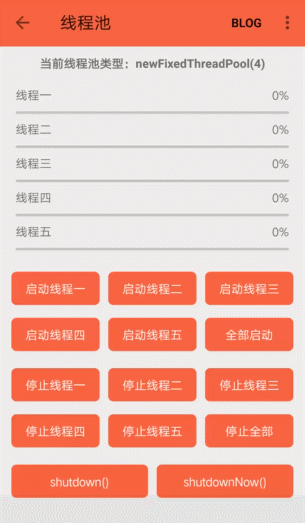 线程池 BLOG
当前线程池类型：newFixedThreadPool(4)
线程一 0%
线程二 0%
线程三 0%
线程四 0%
线程五 0%
启动线程一 启动线程二 启动线程三
启动线程四 启动线程五 全部启动
停止线程一 停止线程二 停止线程三
停止线程四 停止线程五 停止全部
shutdown() shutdownNow()